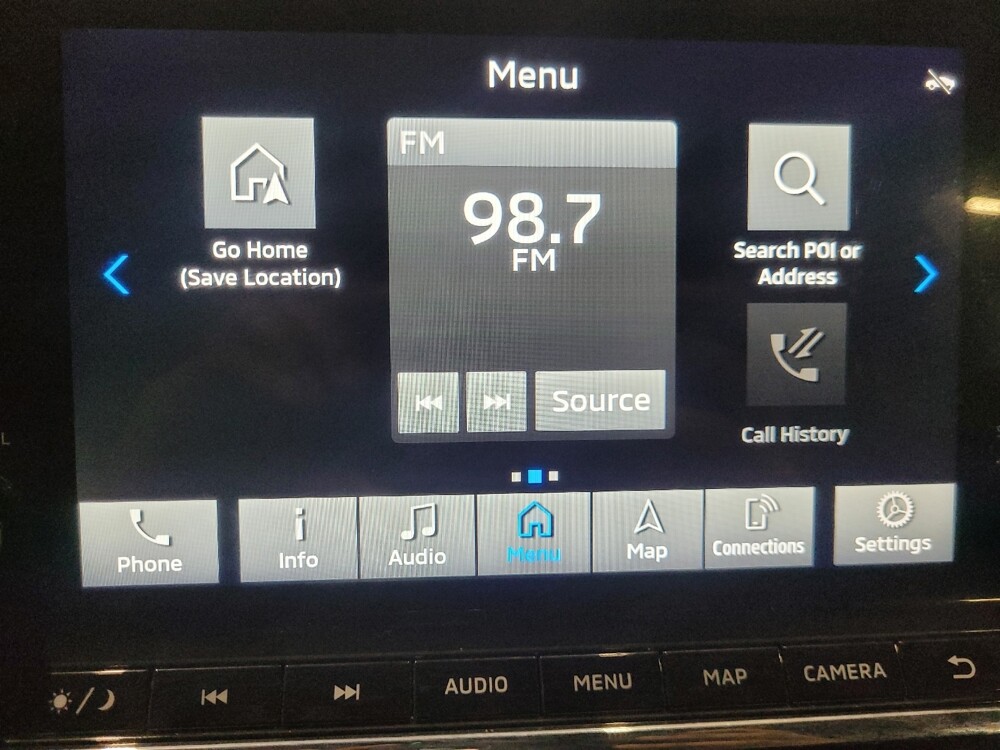 Menu
FM
98.7
FM
Source
Go Home
(Save Location)
Search POI or
Address
Call History
Phone
Info
Audio
Menu
Map
Connections
Settings
AUDIO
MENU
MAP
CAMERA